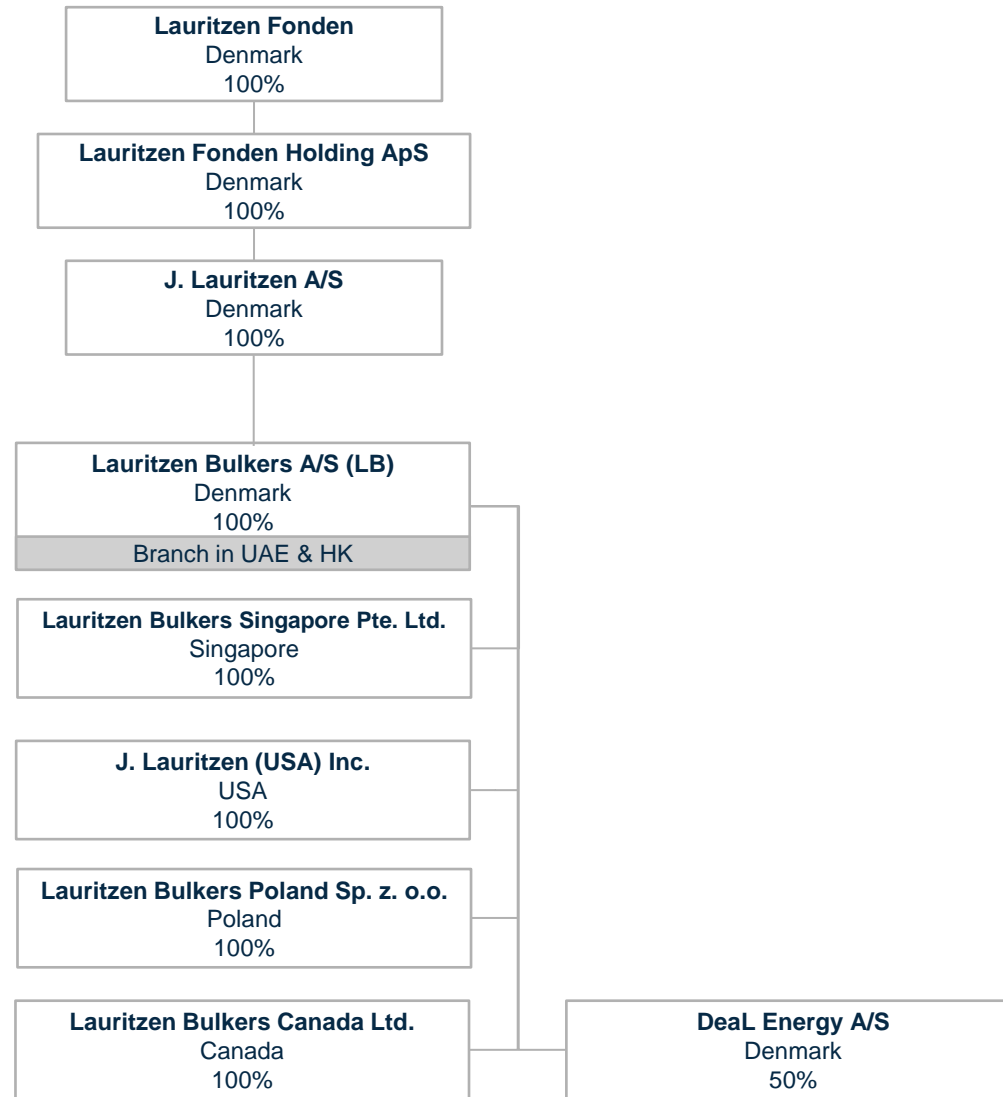 Lauritzen Fonden
Denmark
100%
Lauritzen Fonden Holding ApS
Denmark
100%
J. Lauritzen A/S
Denmark
100%
Lauritzen Bulkers A/S (LB)
Denmark
100%
Branch in UAE & HK
Lauritzen Bulkers Singapore Pte. Ltd.
Singapore
100%
J. Lauritzen (USA) Inc.
USA
100%
Lauritzen Bulkers Poland Sp. z. o.o.
Poland
100%
Lauritzen Bulkers Canada Ltd.
Canada
100%
DeaL Energy A/S
Denmark
50%